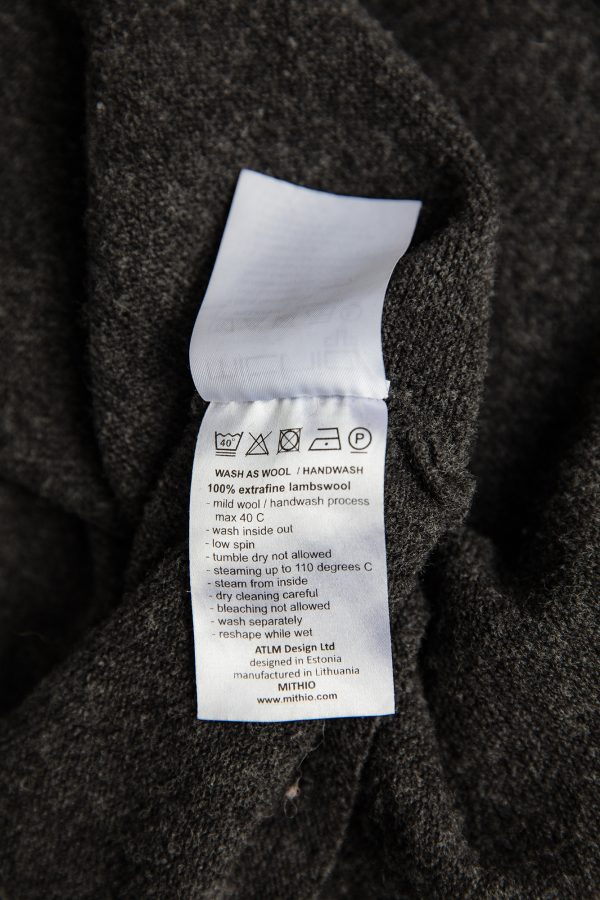 40°
P
WASH AS WOOL / HANDWASH
100% extrafine lambswool
- mild wool / handwash process
max 40 C
- wash inside out
- low spin
- tumble dry not allowed
- steaming up to 110 degrees C
- steam from inside
- dry cleaning careful
- bleaching not allowed
- wash separately
- reshape while wet
ATLM Design Ltd
designed in Estonia
manufactured in Lithuania
MITHIO
www.mithio.com